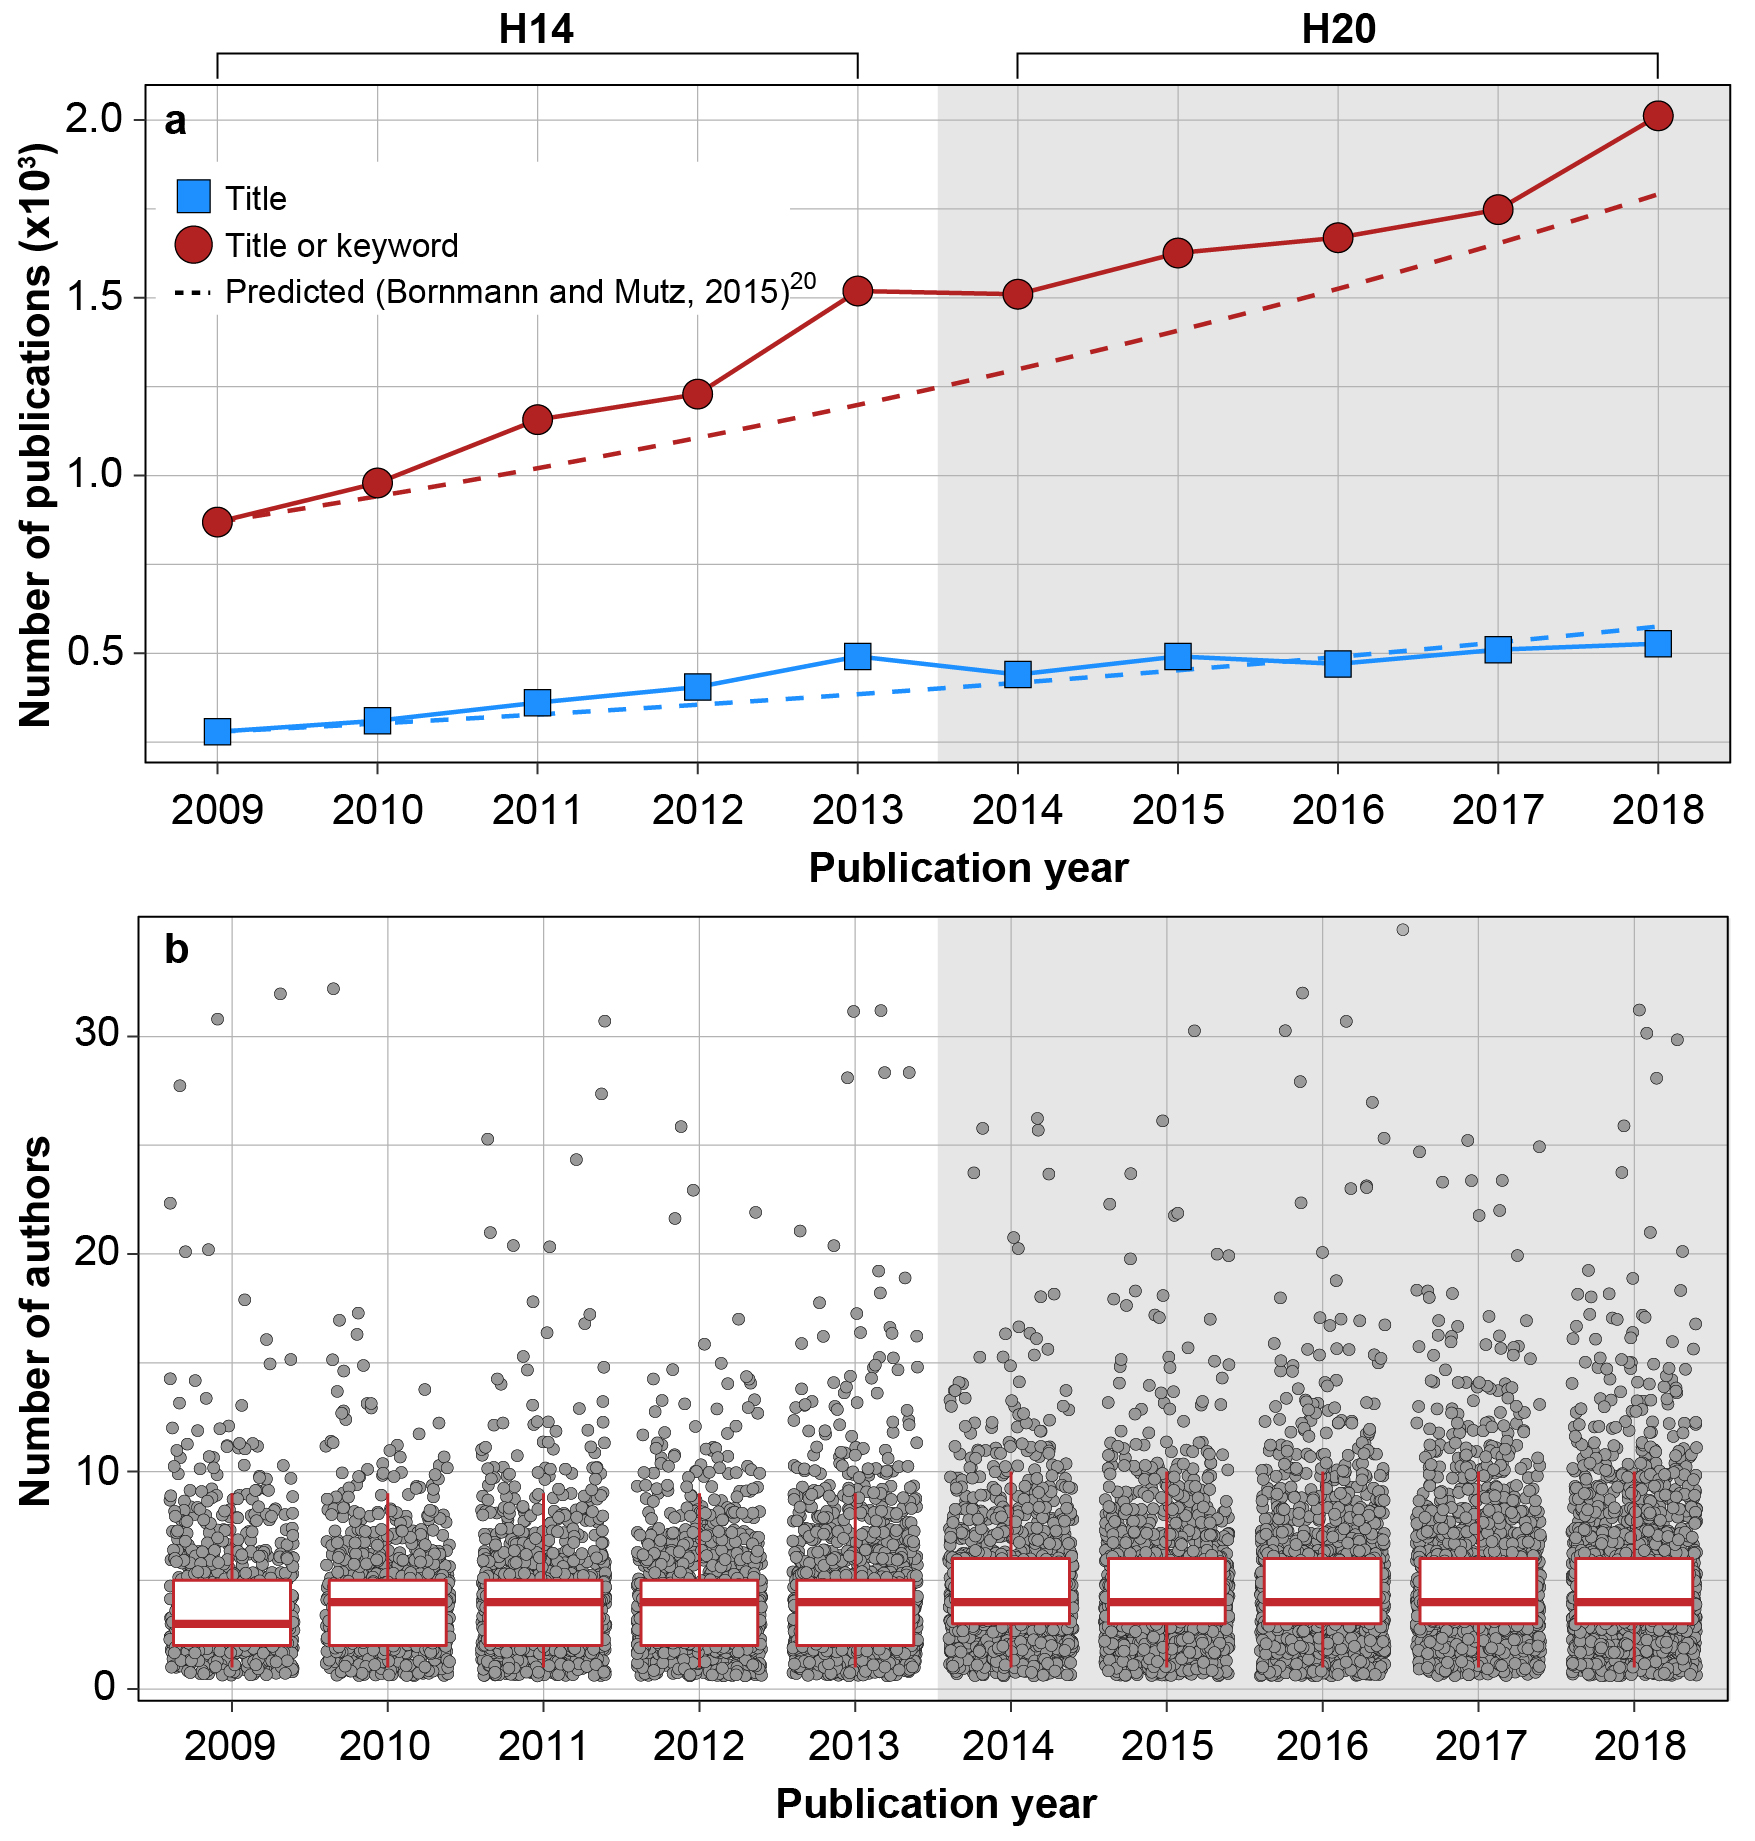 H14 H20
a
2.0
1.5
1.0
0.5
Number of publications (x10³)
Title
Title or keyword
Predicted (Bornmann and Mutz, 2015)²⁰
2009 2010 2011 2012 2013 2014 2015 2016 2017 2018
Publication year
b
30
20
10
0
Number of authors
2009 2010 2011 2012 2013 2014 2015 2016 2017 2018
Publication year